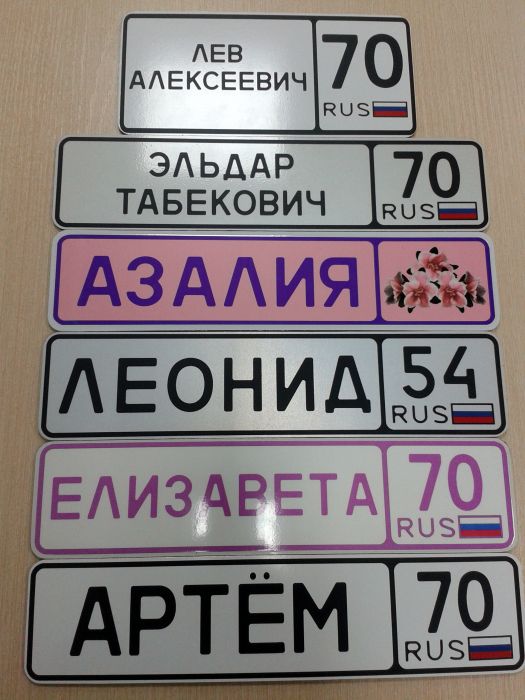 ЛЕВ
АЛЕКСЕЕВИЧ
70
RUS
ЭЛЬДАР
ТАБЕКОВИЧ
70
RUS
АЗАЛИЯ
ЛЕОНИД
54
RUS
ЕЛИЗАВЕТА
70
RUS
АРТЁМ
70
RUS